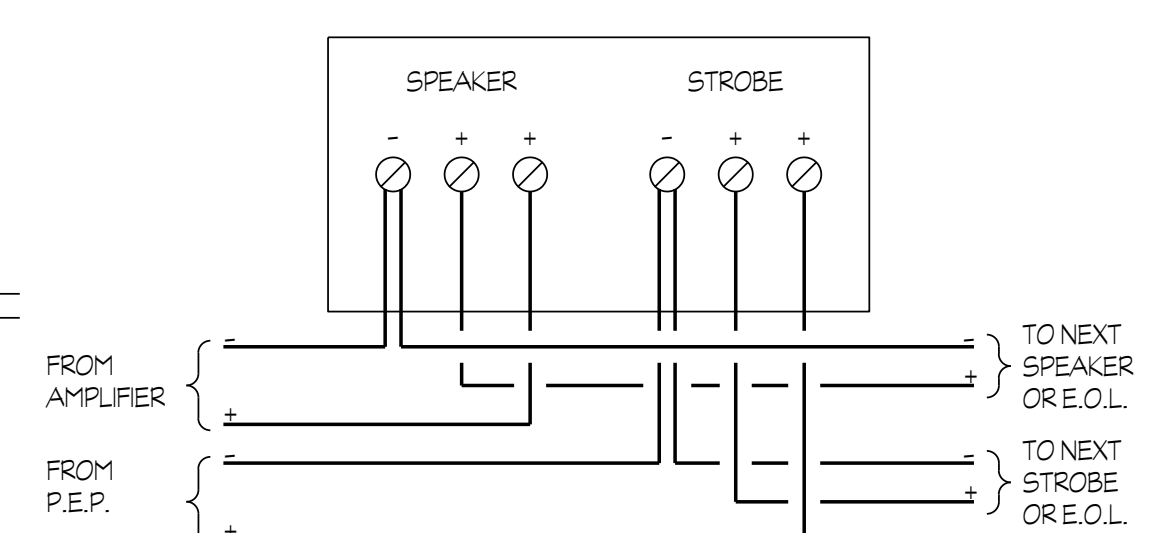 SPEAKER STROBE
- + + - + +
- -
TO NEXT
FROM SPEAKER
+
AMPLIFIER OR E.O.L.
+
- -
TO NEXT
FROM STROBE
P.E.P. +
OR E.O.L.
+